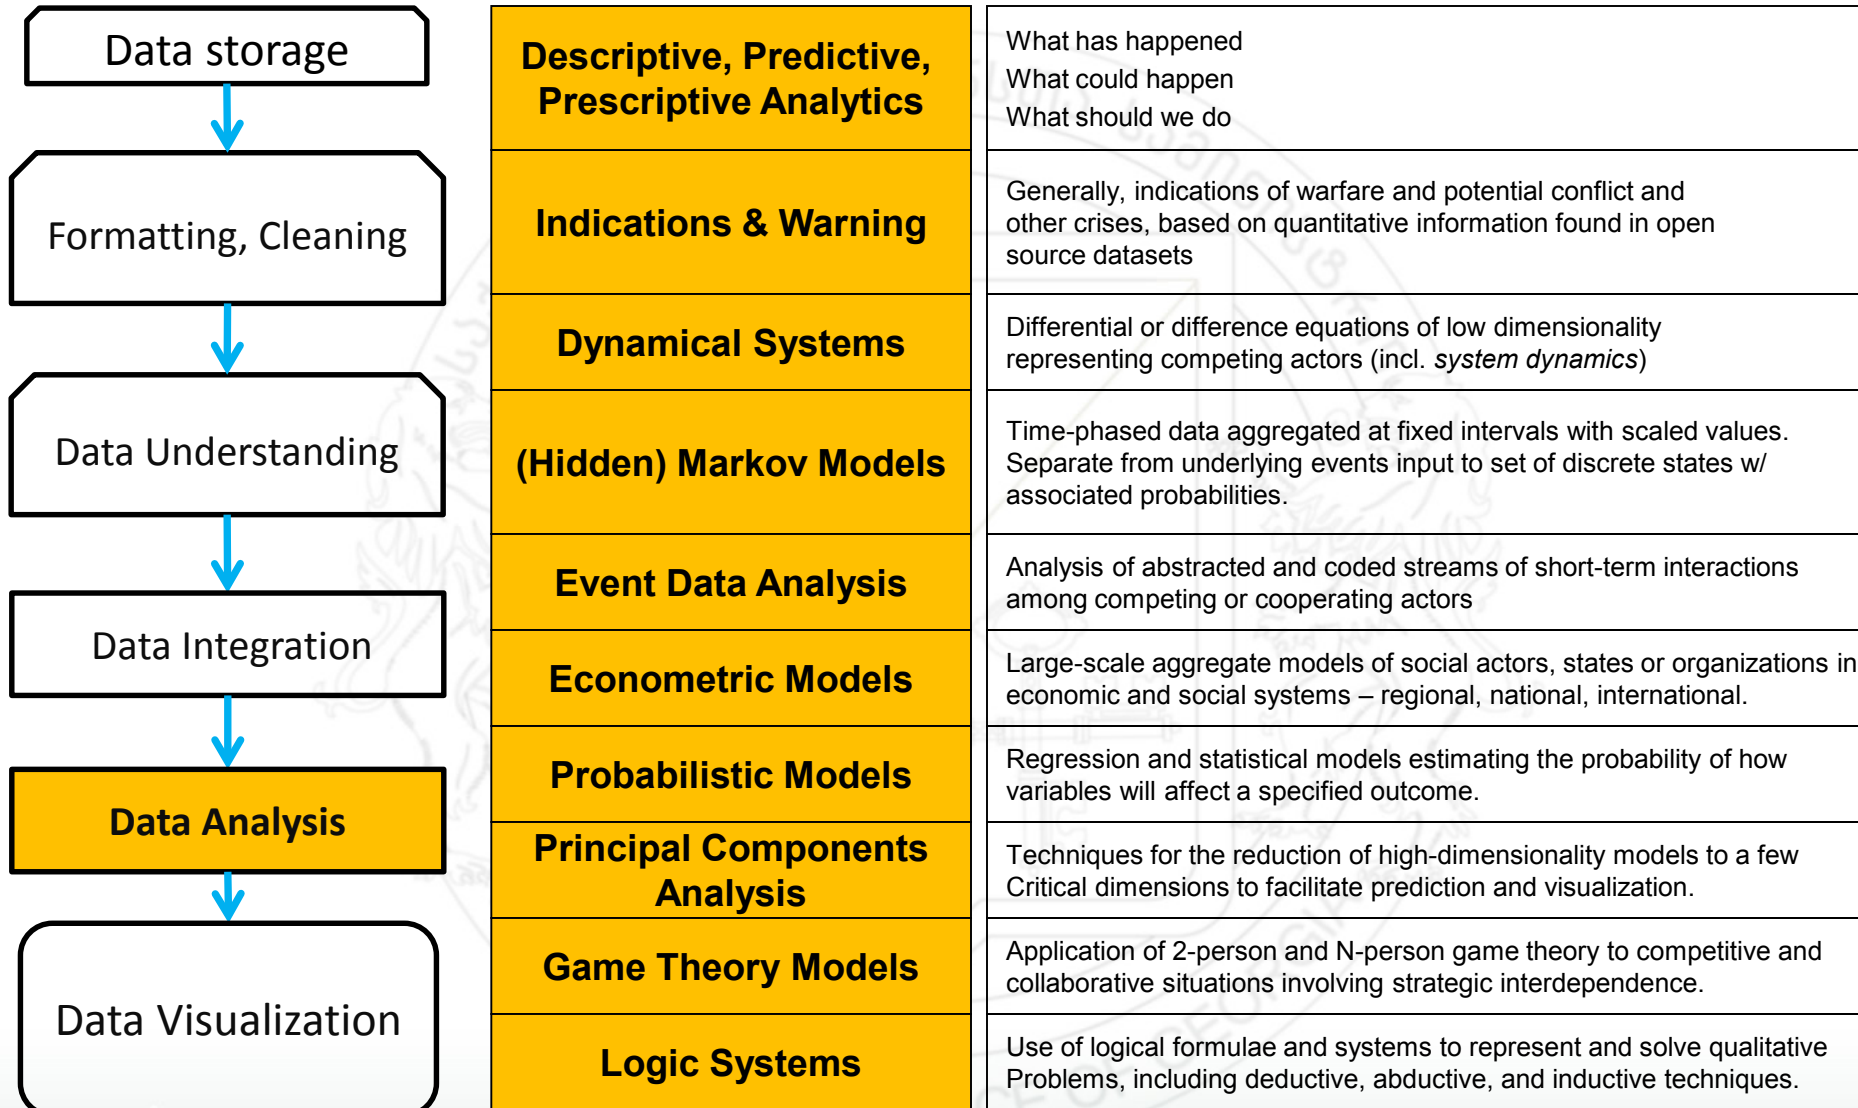 Data storage
Formatting, Cleaning
Data Understanding
Data Integration
Data Analysis
Data Visualization
Descriptive, Predictive,
Prescriptive Analytics
What has happened
What could happen
What should we do
Indications & Warning
Generally, indications of warfare and potential conflict and
other crises, based on quantitative information found in open
source datasets
Dynamical Systems
Differential or difference equations of low dimensionality
representing competing actors (incl. system dynamics)
(Hidden) Markov Models
Time-phased data aggregated at fixed intervals with scaled values.
Separate from underlying events input to set of discrete states w/
associated probabilities.
Event Data Analysis
Analysis of abstracted and coded streams of short-term interactions
among competing or cooperating actors
Econometric Models
Large-scale aggregate models of social actors, states or organizations in
economic and social systems – regional, national, international.
Probabilistic Models
Regression and statistical models estimating the probability of how
variables will affect a specified outcome.
Principal Components
Analysis
Techniques for the reduction of high-dimensionality models to a few
Critical dimensions to facilitate prediction and visualization.
Game Theory Models
Application of 2-person and N-person game theory to competitive and
collaborative situations involving strategic interdependence.
Logic Systems
Use of logical formulae and systems to represent and solve qualitative
Problems, including deductive, abductive, and inductive techniques.
OF GEORGIA